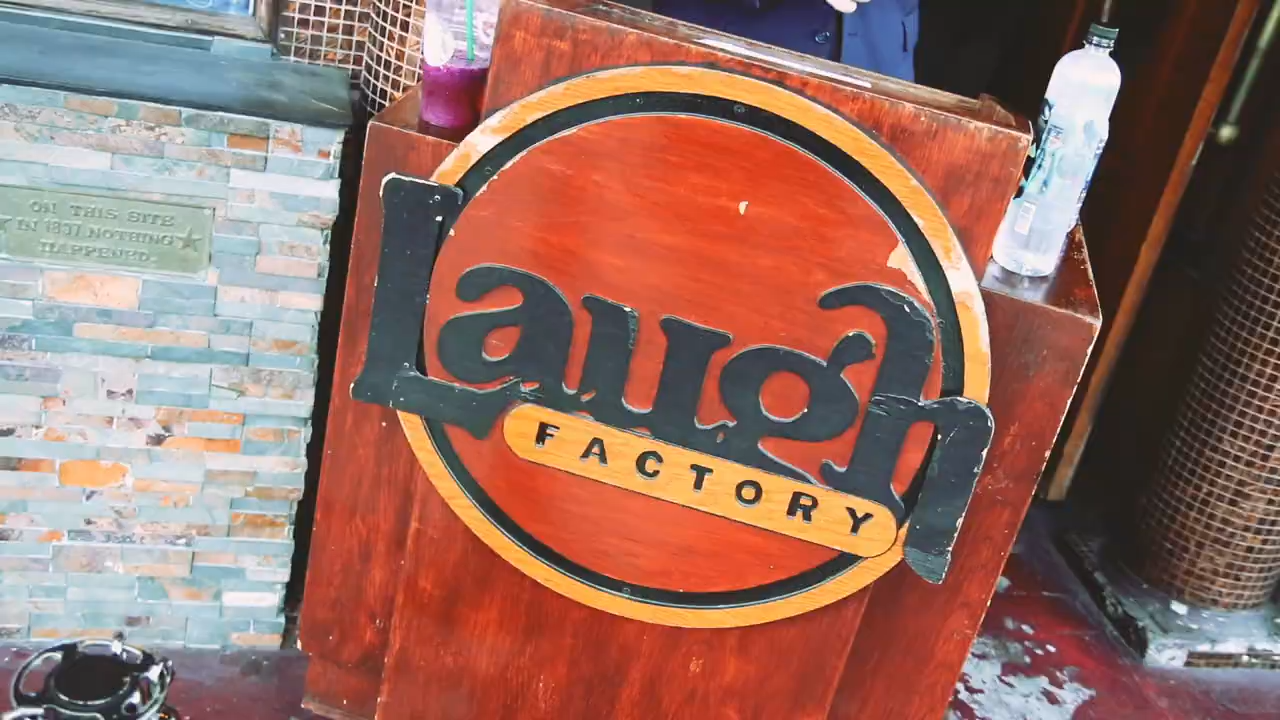 ON THIS SITE
IN 1897 NOTHING
HAPPENED.
Laugh
FACTORY